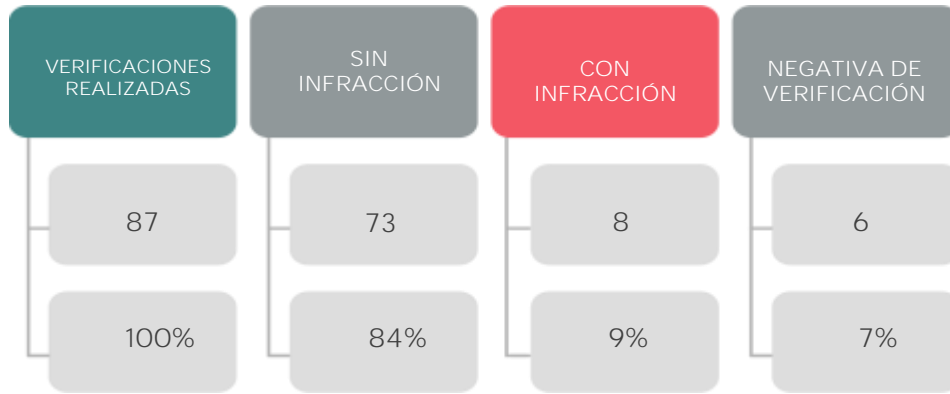 VERIFICACIONES
REALIZADAS
87
100%
SIN
INFRACCIÓN
73
84%
CON
INFRACCIÓN
8
9%
NEGATIVA DE
VERIFICACIÓN
6
7%